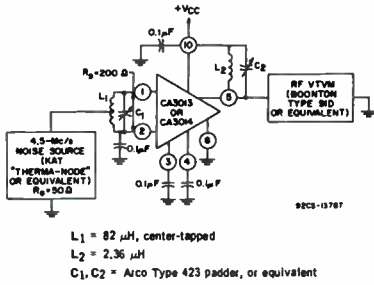 +VCC
0.1μF
10
L2
C2
Rs=200 Ω
L1
C1
1
2
CA3013
OR
CA3014
5
RF VTVM
(BOONTON
TYPE 91D
OR EQUIVALENT)
0.1μF
3
4
8
0.1μF
0.1μF
4.5-Mc/s
NOISE SOURCE
(KAY
"THERMA-NODE"
OR EQUIVALENT)
Ro=50Ω
92CS-13787
L1 = 82 μH, center-tapped
L2 = 2.36 μH
C1, C2 = Arco Type 423 padder, or equivalent